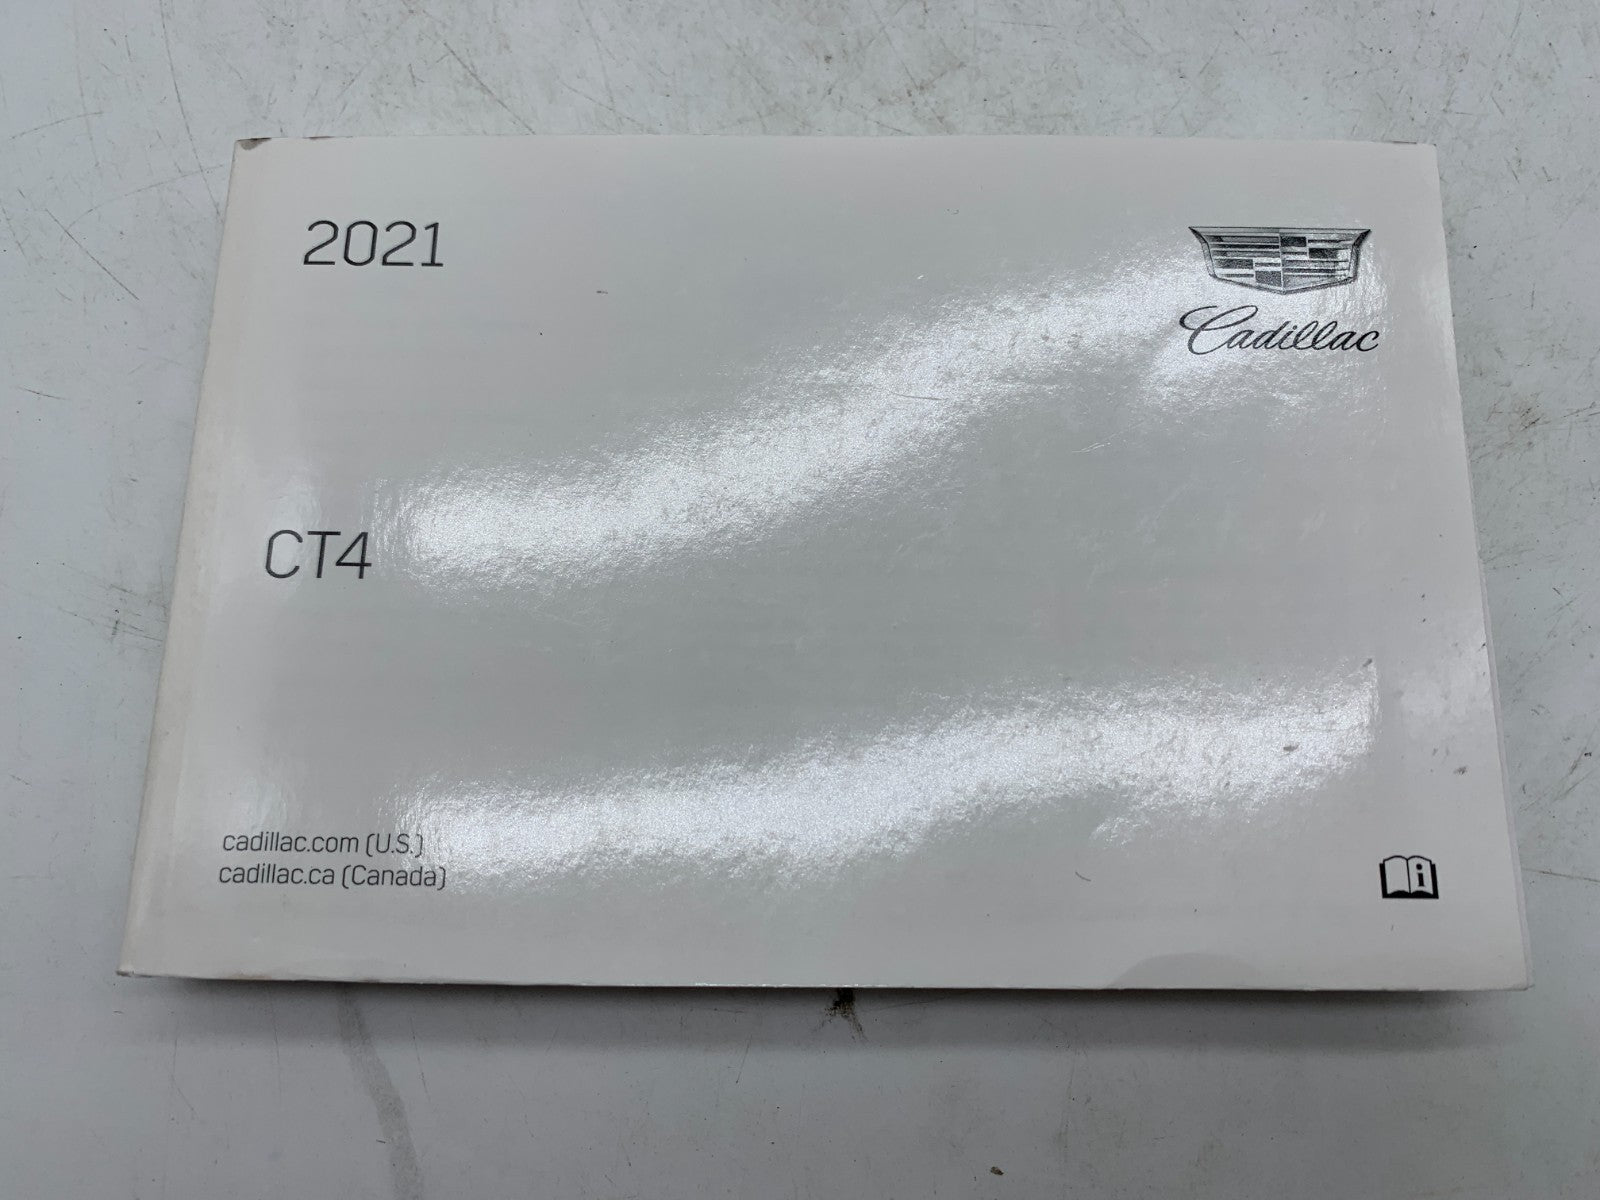 2021
Cadillac
CT4
cadillac.com (U.S.)
cadillac.ca (Canada)
i